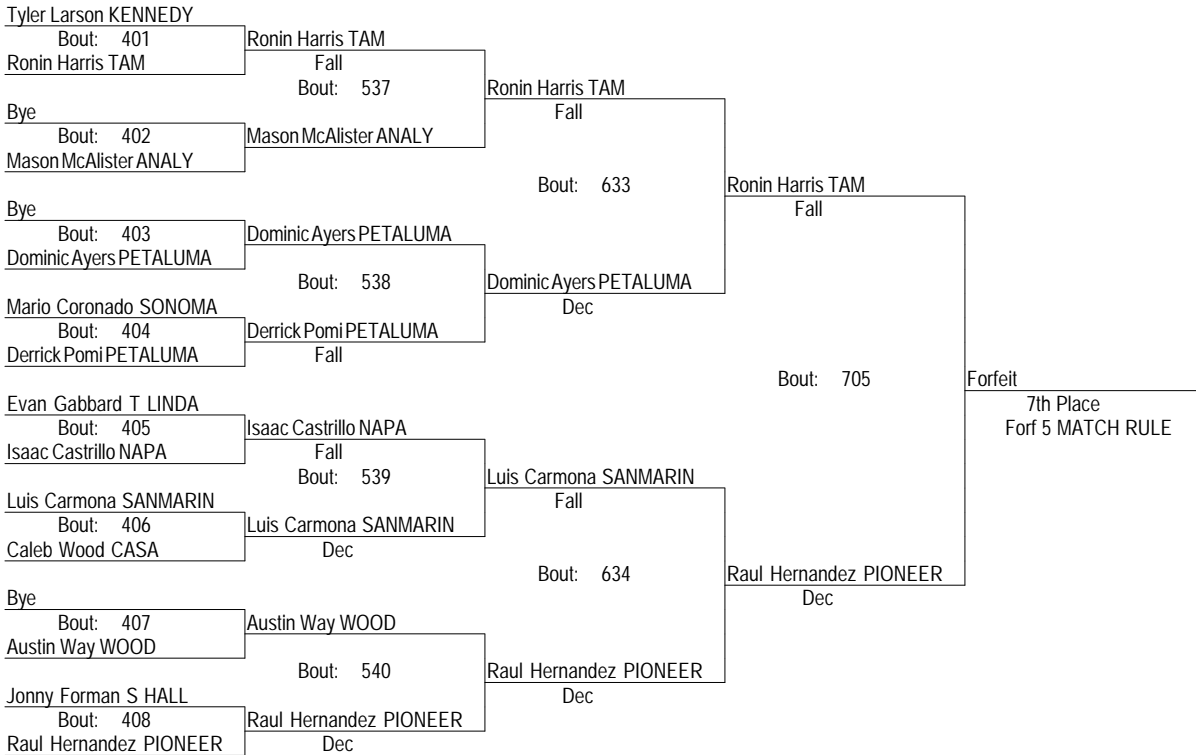 Tyler Larson KENNEDY
Bout: 401
Ronin Harris TAM
Bye
Bout: 402
Mason McAlister ANALY
Bye
Bout: 403
Dominic Ayers PETALUMA
Mario Coronado SONOMA
Bout: 404
Derrick Pomi PETALUMA
Evan Gabbard T LINDA
Bout: 405
Isaac Castrillo NAPA
Luis Carmona SANMARIN
Bout: 406
Caleb Wood CASA
Bye
Bout: 407
Austin Way WOOD
Jonny Forman S HALL
Bout: 408
Raul Hernandez PIONEER
Ronin Harris TAM
Fall
Bout: 537
Mason McAlister ANALY
Dominic Ayers PETALUMA
Bout: 538
Derrick Pomi PETALUMA
Fall
Isaac Castrillo NAPA
Fall
Bout: 539
Luis Carmona SANMARIN
Dec
Austin Way WOOD
Bout: 540
Raul Hernandez PIONEER
Dec
Ronin Harris TAM
Fall
Bout: 633
Dominic Ayers PETALUMA
Dec
Luis Carmona SANMARIN
Fall
Bout: 634
Raul Hernandez PIONEER
Dec
Ronin Harris TAM
Fall
Bout: 705
Raul Hernandez PIONEER
Dec
Forfeit
7th Place
Forf 5 MATCH RULE